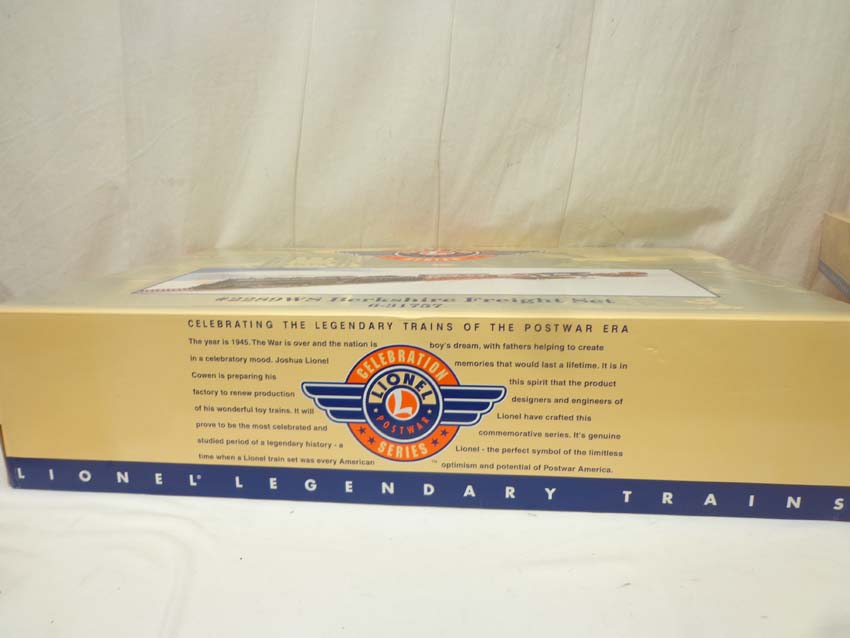 #2289WS Berkshire Freight Set
6-31757
CELEBRATING THE LEGENDARY TRAINS OF THE POSTWAR ERA
The year is 1945. The War is over and the nation is
in a celebratory mood. Joshua Lionel
Cowen is preparing his
factory to renew production
of his wonderful toy trains. It will
prove to be the most celebrated and
studied period of a legendary history - a
time when a Lionel train set was every American
boy's dream, with fathers helping to create
memories that would last a lifetime. It is in
this spirit that the product
designers and engineers of
Lionel have crafted this
commemorative series. It's genuine
Lionel - the perfect symbol of the limitless
optimism and potential of Postwar America.
CELEBRATION
LIONEL
L
POSTWAR
SERIES
™
LIONEL® LEGENDARY TRAINS